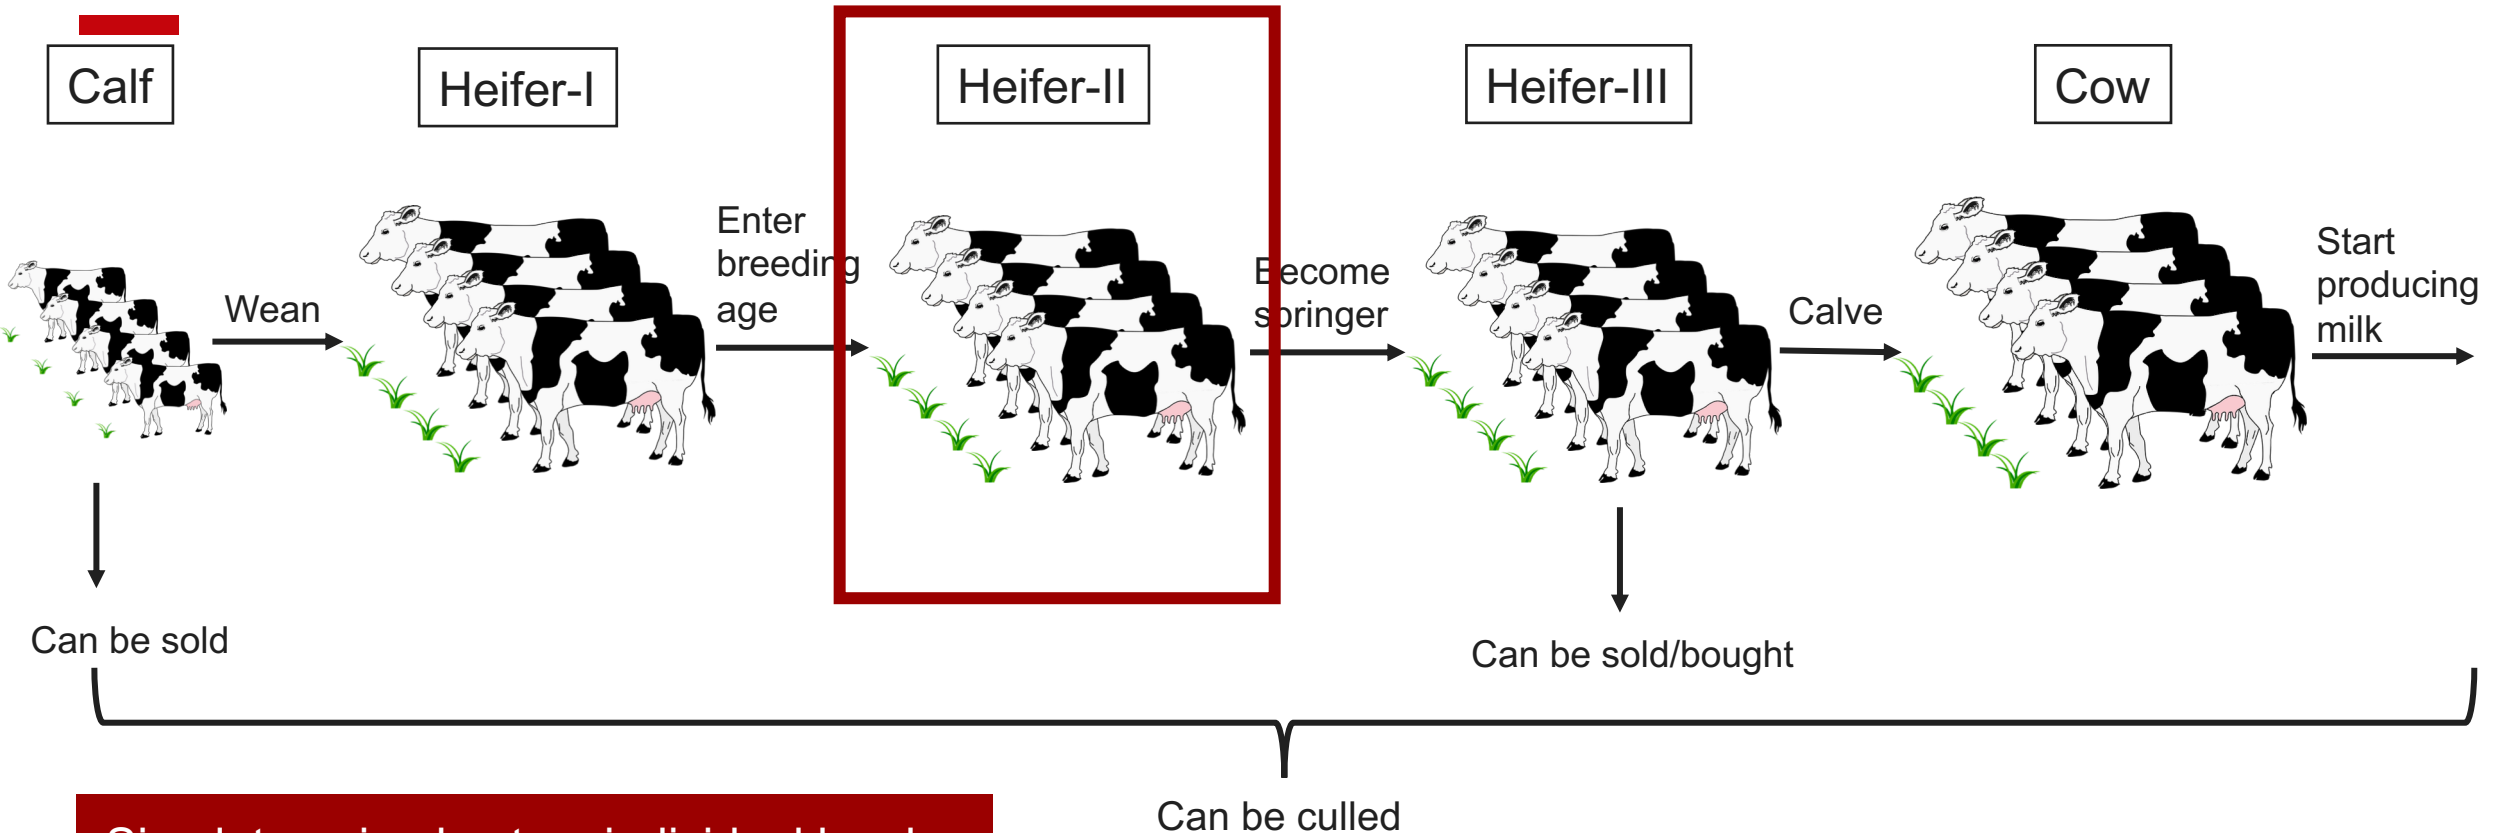 Calf
Heifer-I
Heifer-II
Heifer-III
Cow
Wean
Enter
breeding
age
Become
springer
Calve
Start
producing
milk
Can be sold
Can be sold/bought
Can be culled